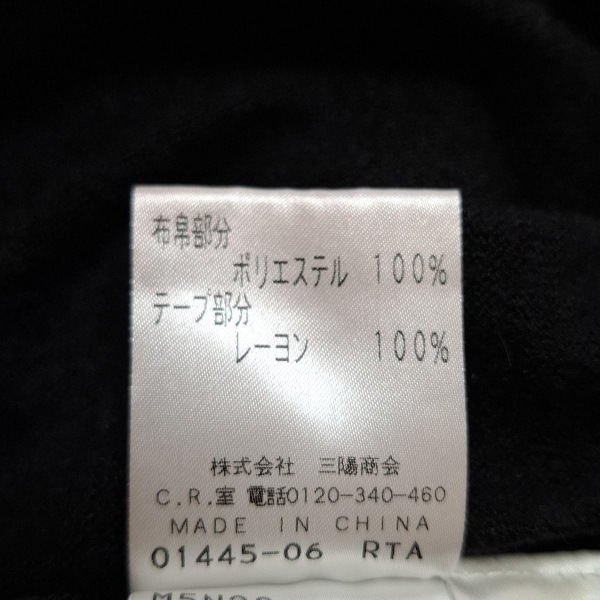 布帛部分
ポリエステル 100%
テープ部分
レーヨン 100%
株式会社 三陽商会
C.R.室 電話0120-340-460
MADE IN CHINA
01445-06 RTA